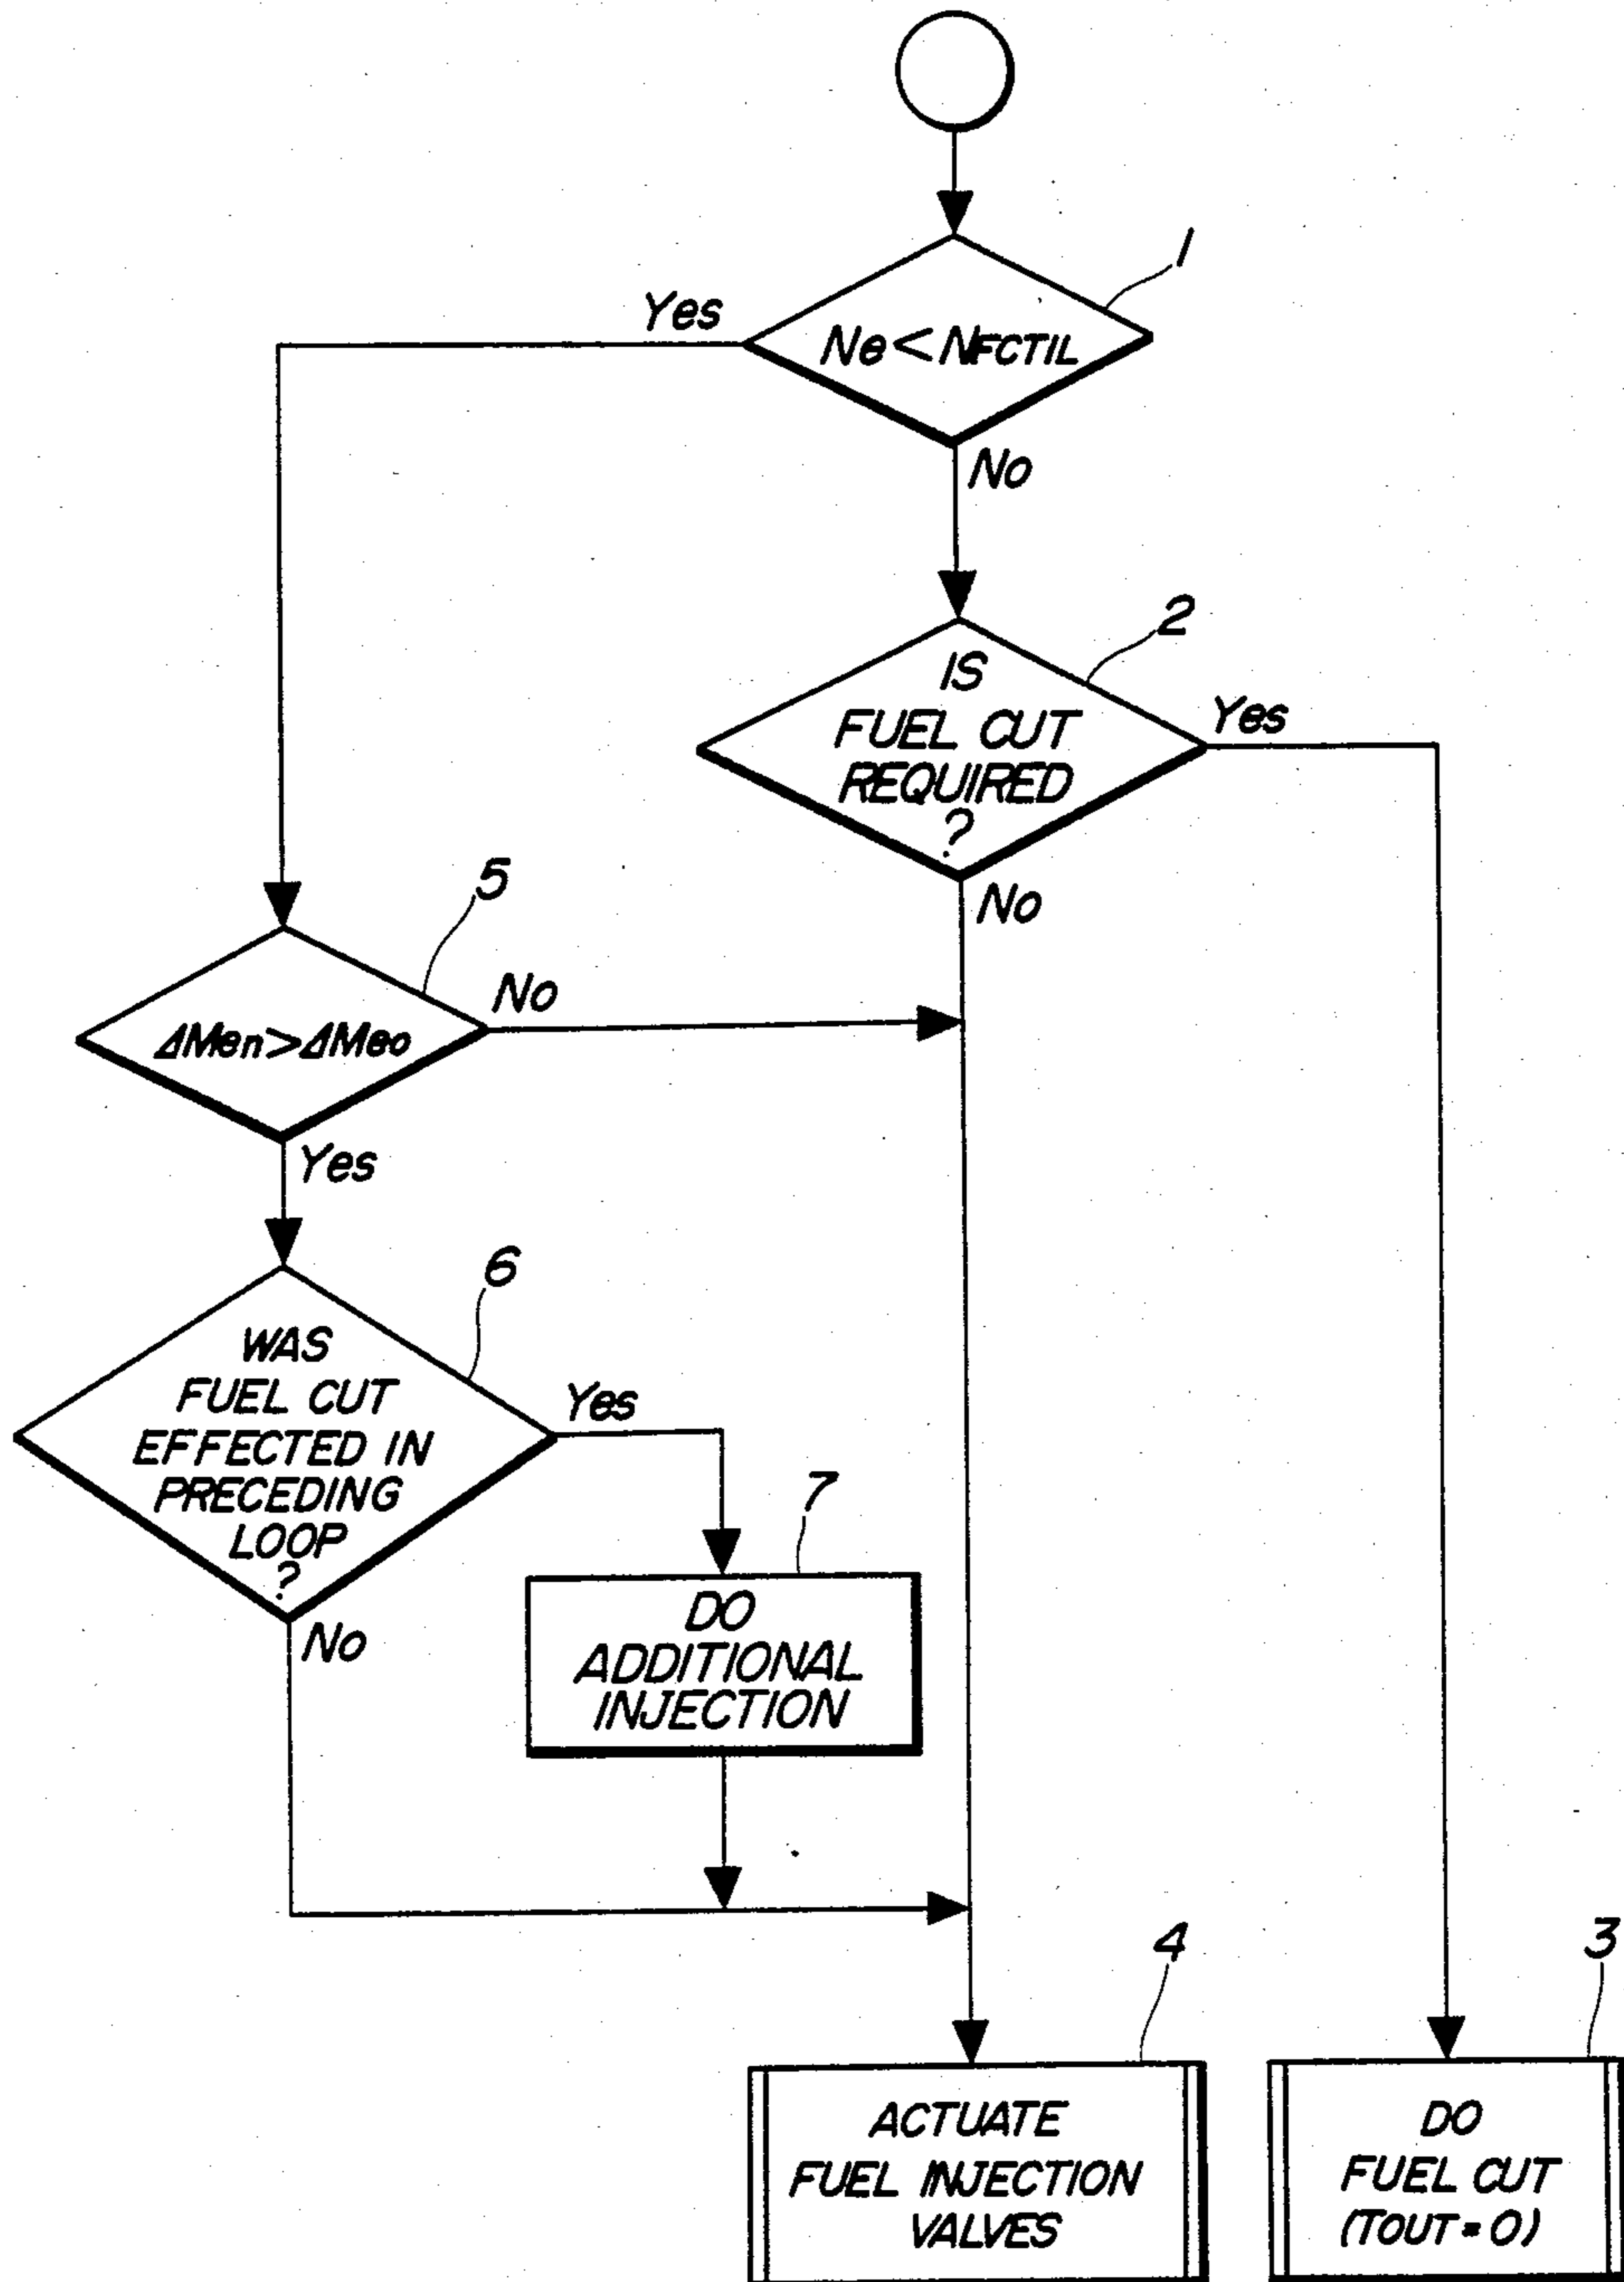 1
Yes
Ne<NFCTIL
No
2
IS
FUEL CUT
REQUIRED
?
Yes
No
5
No
ΔMen>ΔMeo
Yes
6
WAS
FUEL CUT
EFFECTED IN
PRECEDING
LOOP
?
Yes
No
7
DO
ADDITIONAL
INJECTION
4
3
ACTUATE
FUEL INJECTION
VALVES
DO
FUEL CUT
(TOUT=0)